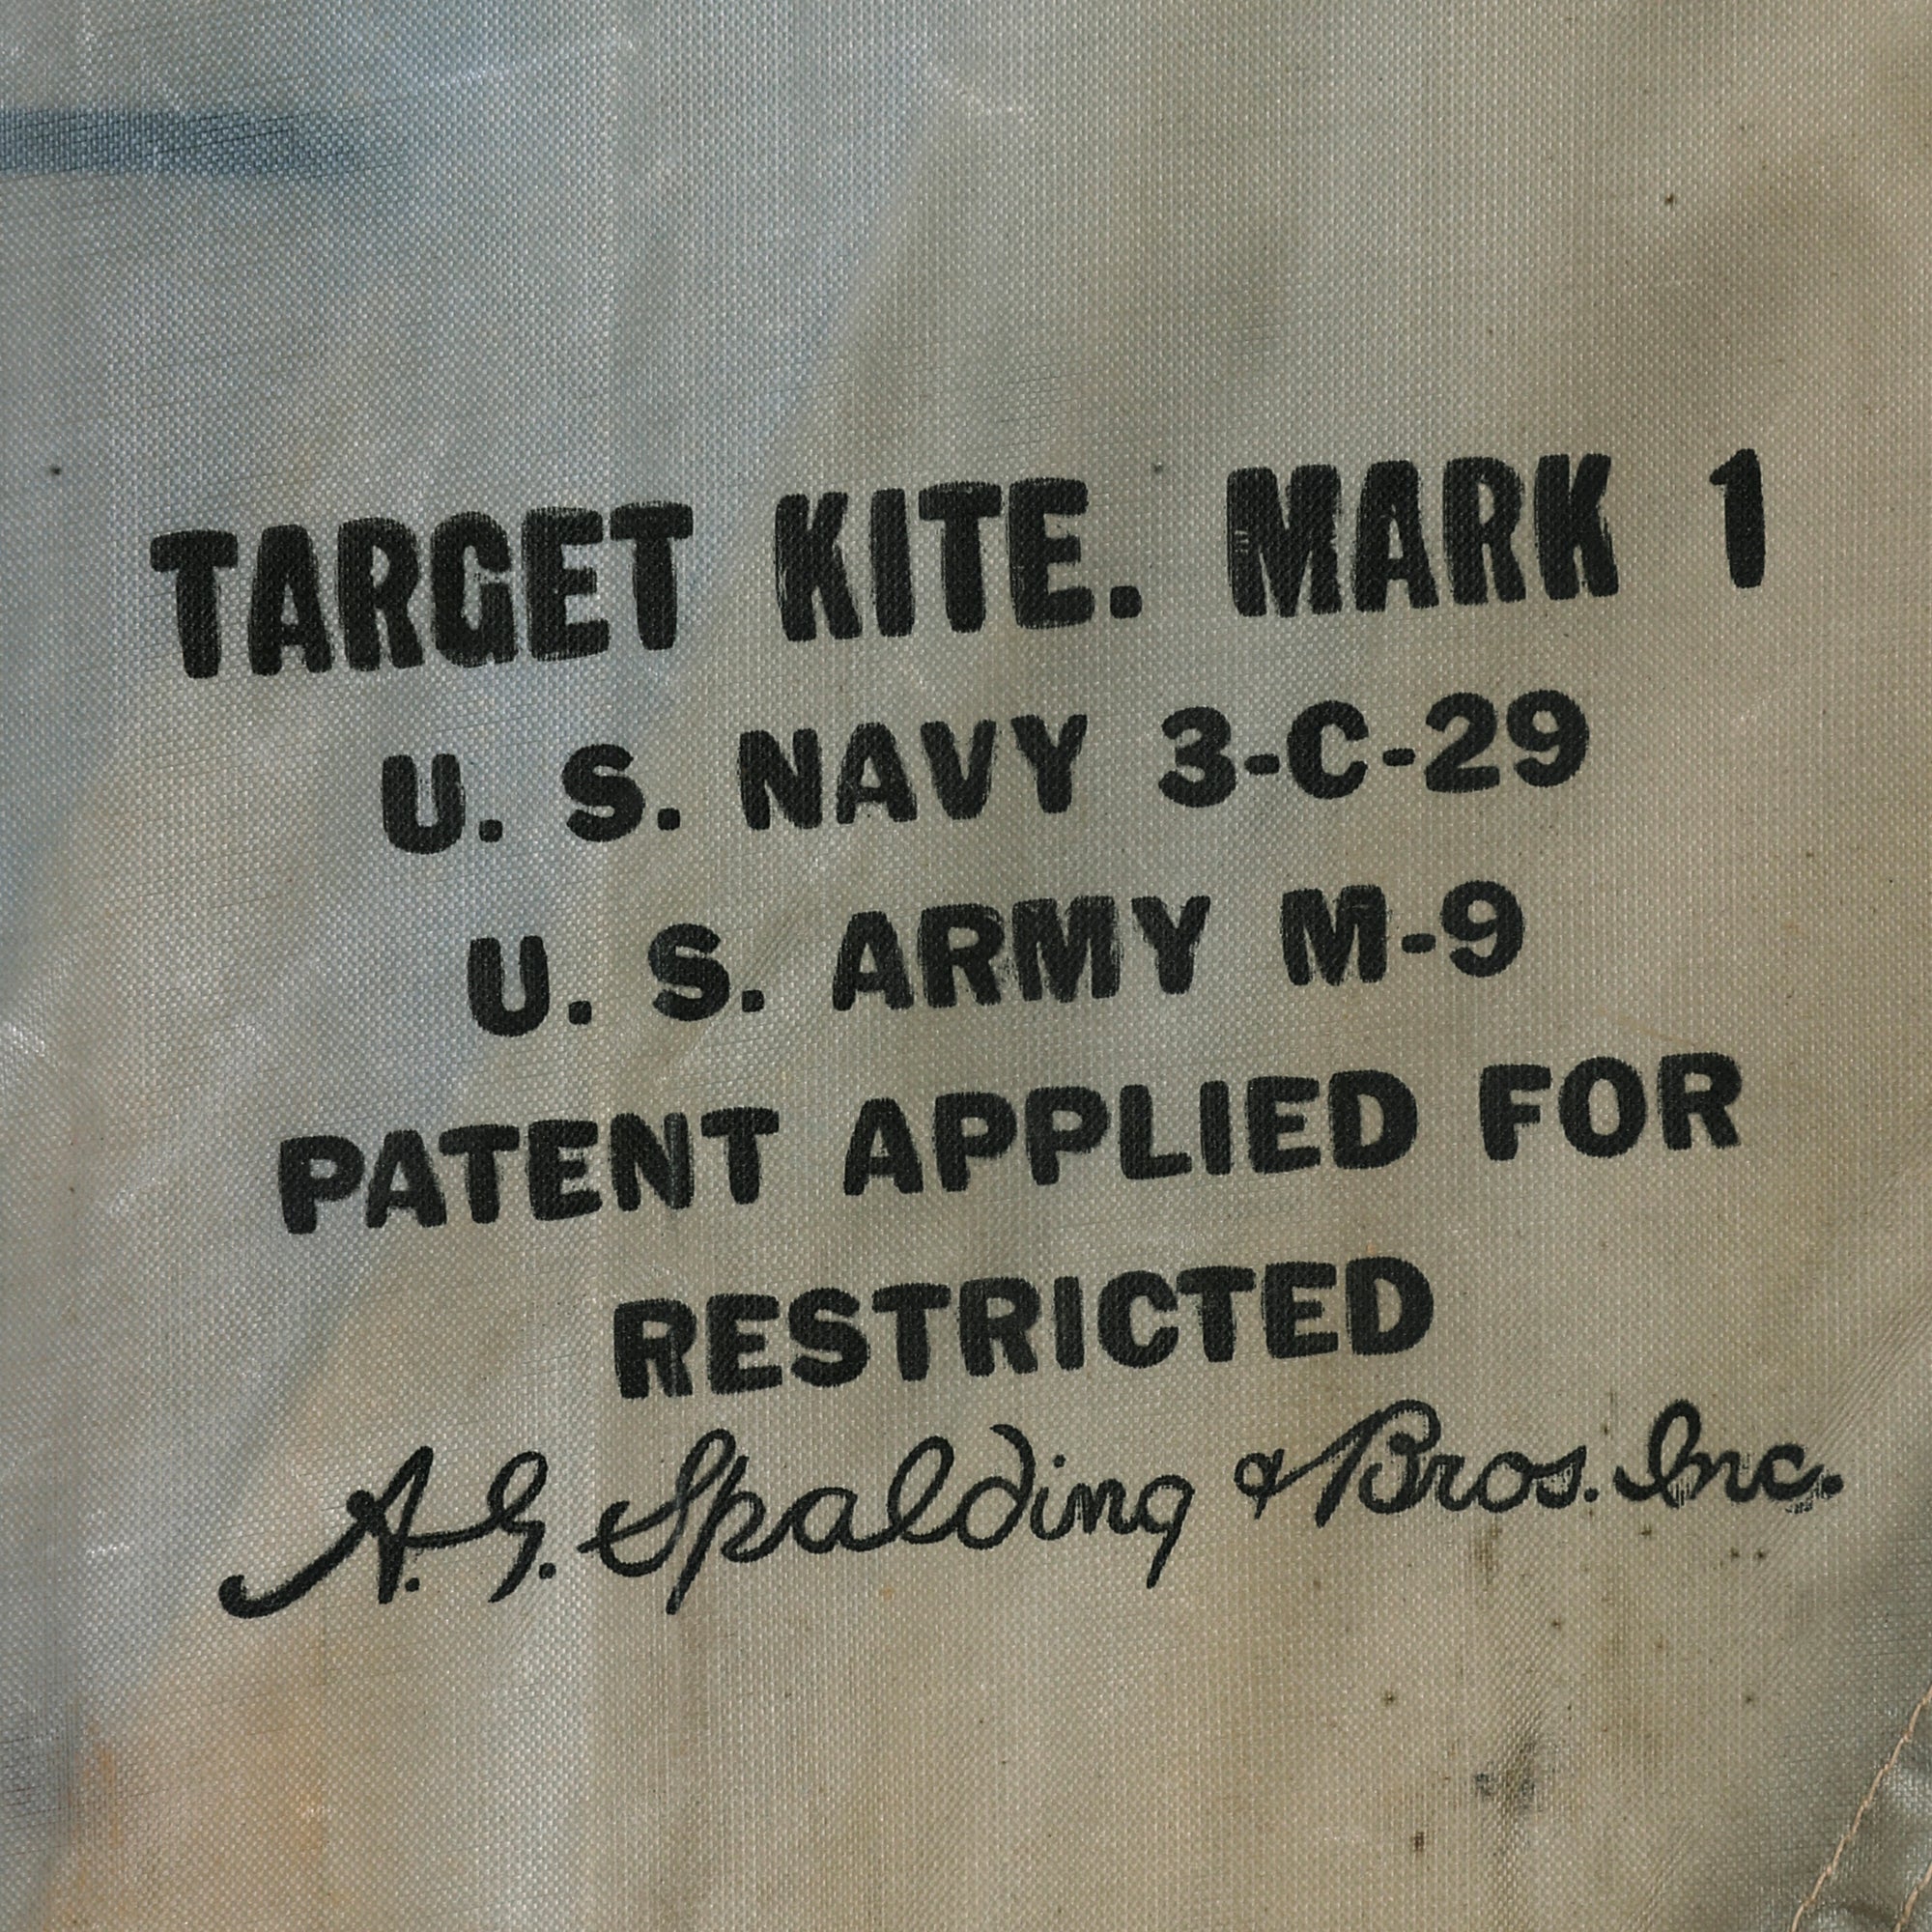 TARGET KITE. MARK 1
U. S. NAVY 3-C-29
U. S. ARMY M-9
PATENT APPLIED FOR
RESTRICTED
A. G. Spalding & Bros. Inc.